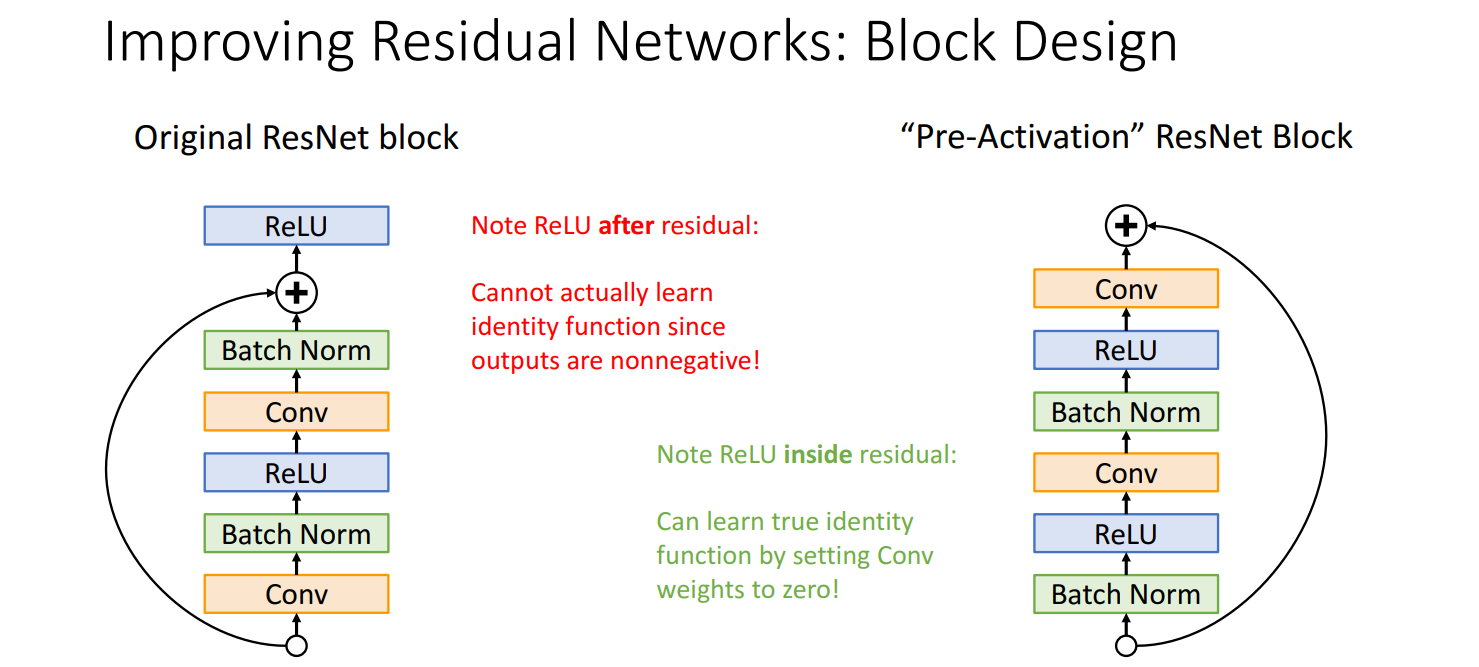 Improving Residual Networks: Block Design
Original ResNet block
“Pre-Activation” ResNet Block
ReLU
Batch Norm
Conv
ReLU
Batch Norm
Conv
Note ReLU after residual:
Cannot actually learn
identity function since
outputs are nonnegative!
Note ReLU inside residual:
Can learn true identity
function by setting Conv
weights to zero!
Conv
ReLU
Batch Norm
Conv
ReLU
Batch Norm